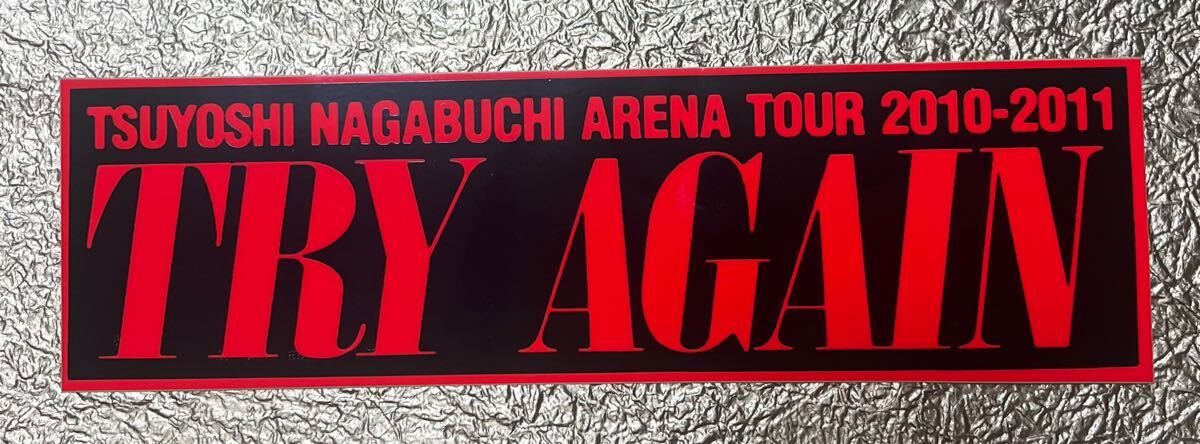 TSUYOSHI NAGABUCHI ARENA TOUR 2010-2011
TRY AGAIN